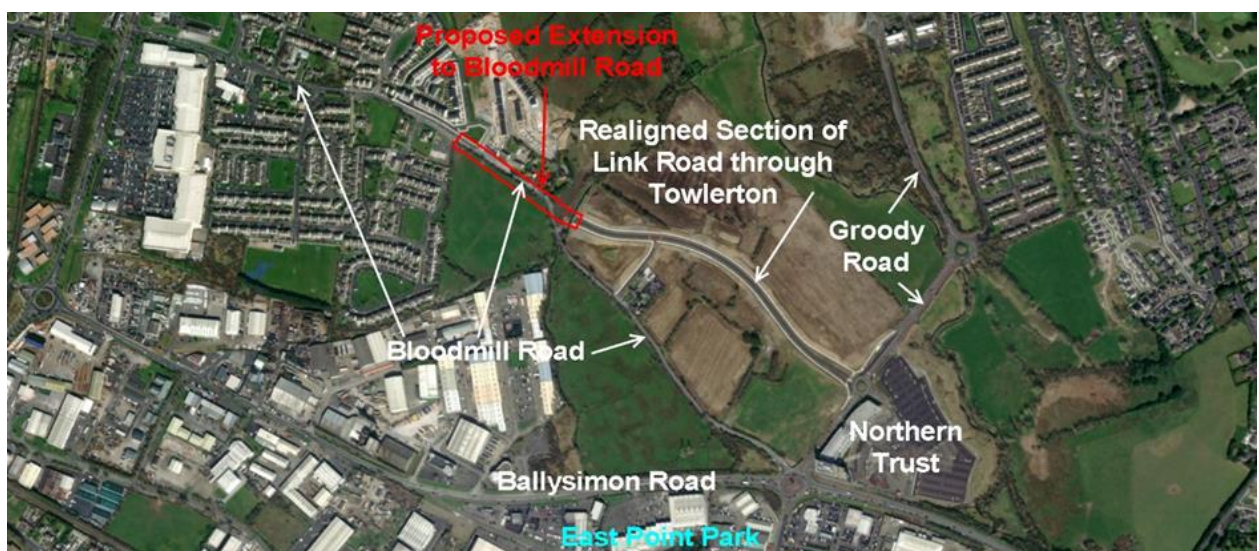 Proposed Extension
to Bloodmill Road
Realigned Section of
Link Road through
Towlerton
Groody
Road
Bloodmill Road
Northern
Trust
Ballysimon Road
East Point Park